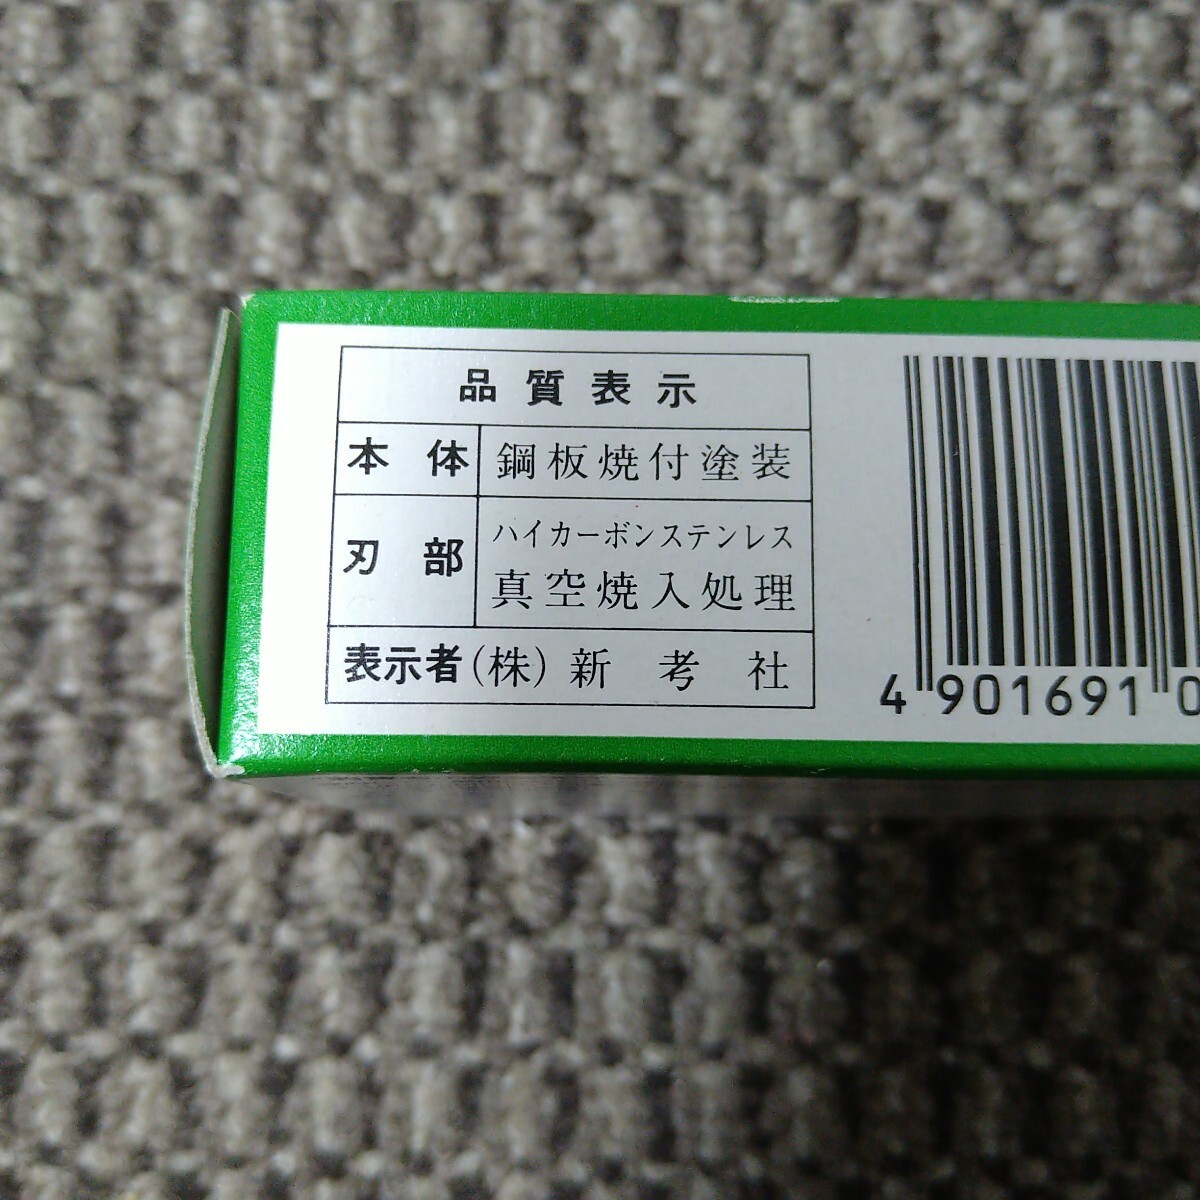 品質表示
本体 鋼板焼付塗装
刃部 ハイカーボンステンレス
真空焼入処理
表示者 (株) 新考社
4 901691 0